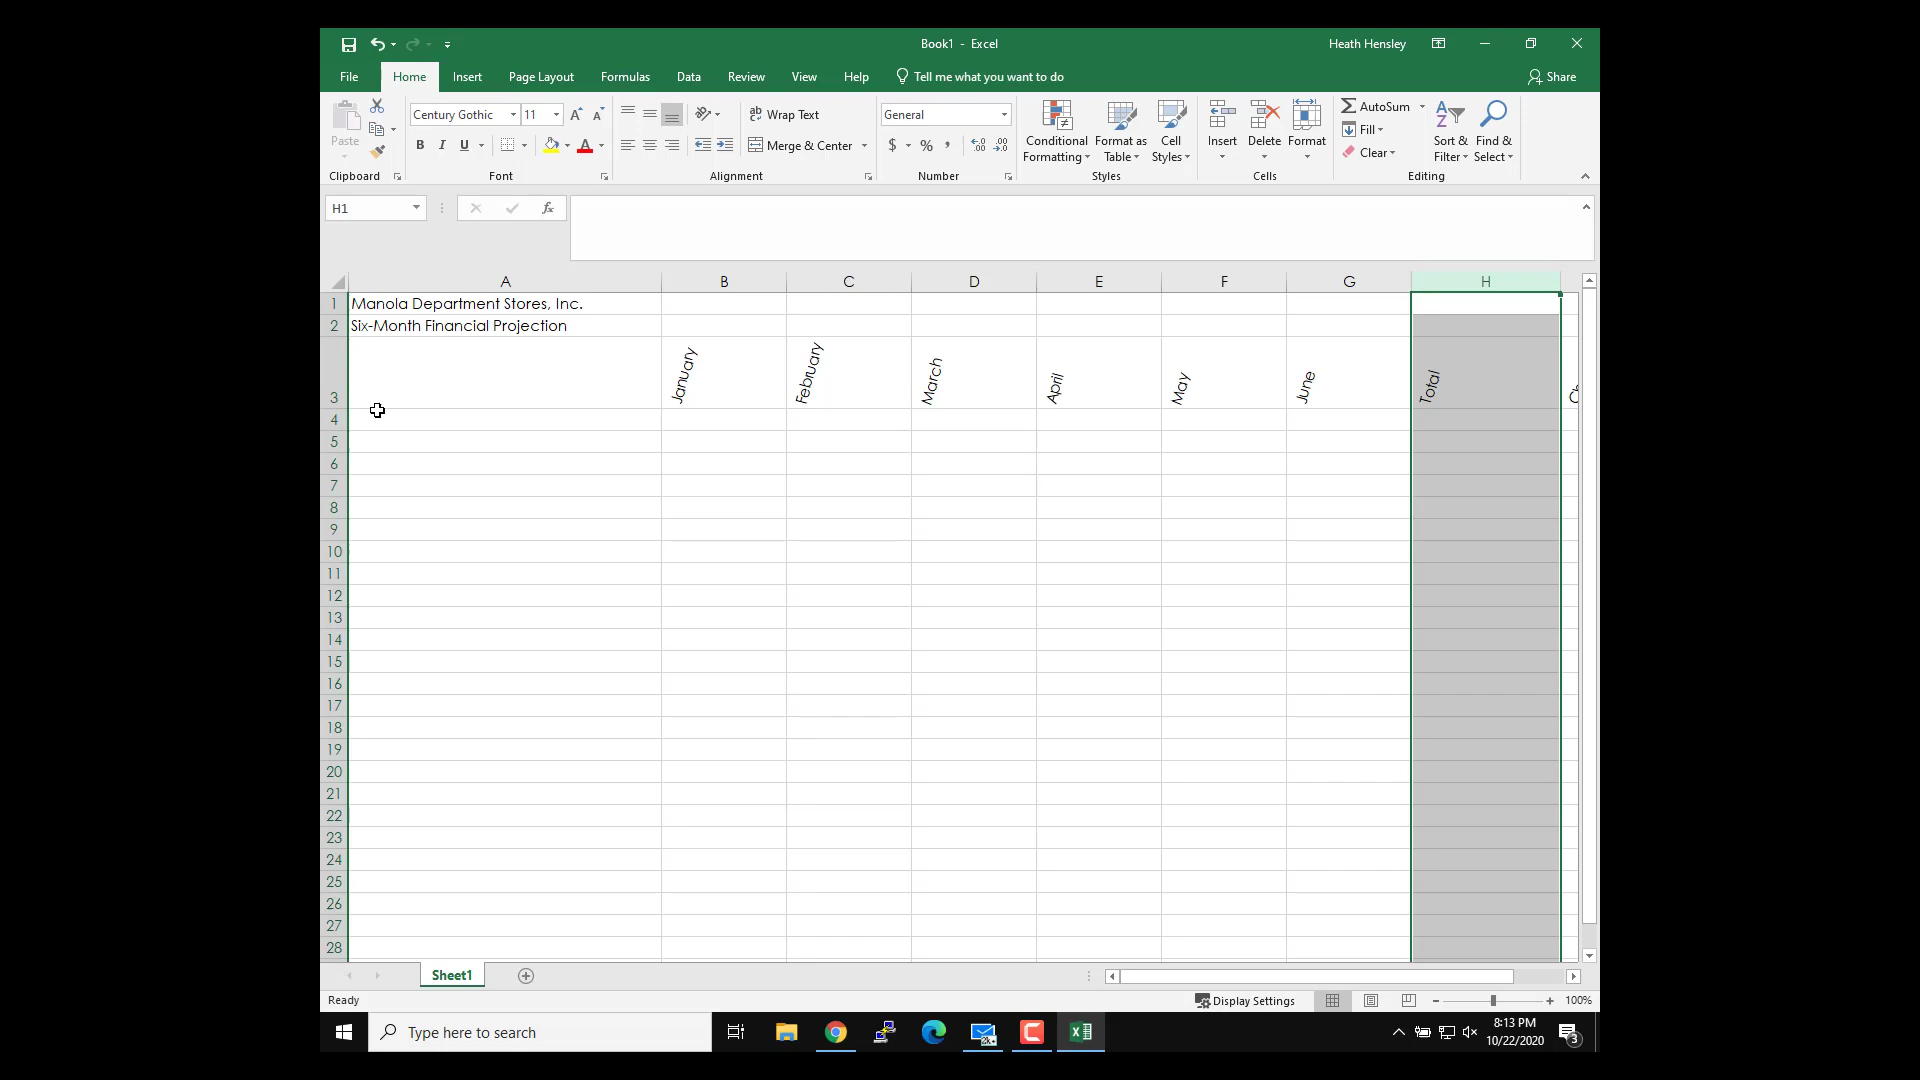 Book1 - Excel
Heath Hensley
File Home Insert Page Layout Formulas Data Review View Help Tell me what you want to do Share
Paste
Clipboard
Century Gothic 11
B I U
Font
Wrap Text
Merge & Center
Alignment
General
$ % ,
Number
Conditional Formatting
Format as Table
Cell Styles
Styles
Insert Delete Format
Cells
AutoSum
Fill
Clear
Sort & Filter
Find & Select
Editing
H1
fx
A B C D E F G H
1 Manola Department Stores, Inc.
2 Six-Month Financial Projection
3 January February March April May June Total
4
5
6
7
8
9
10
11
12
13
14
15
16
17
18
19
20
21
22
23
24
25
26
27
28
Sheet1
Ready
Display Settings
100%
Type here to search
8:13 PM
10/22/2020
3